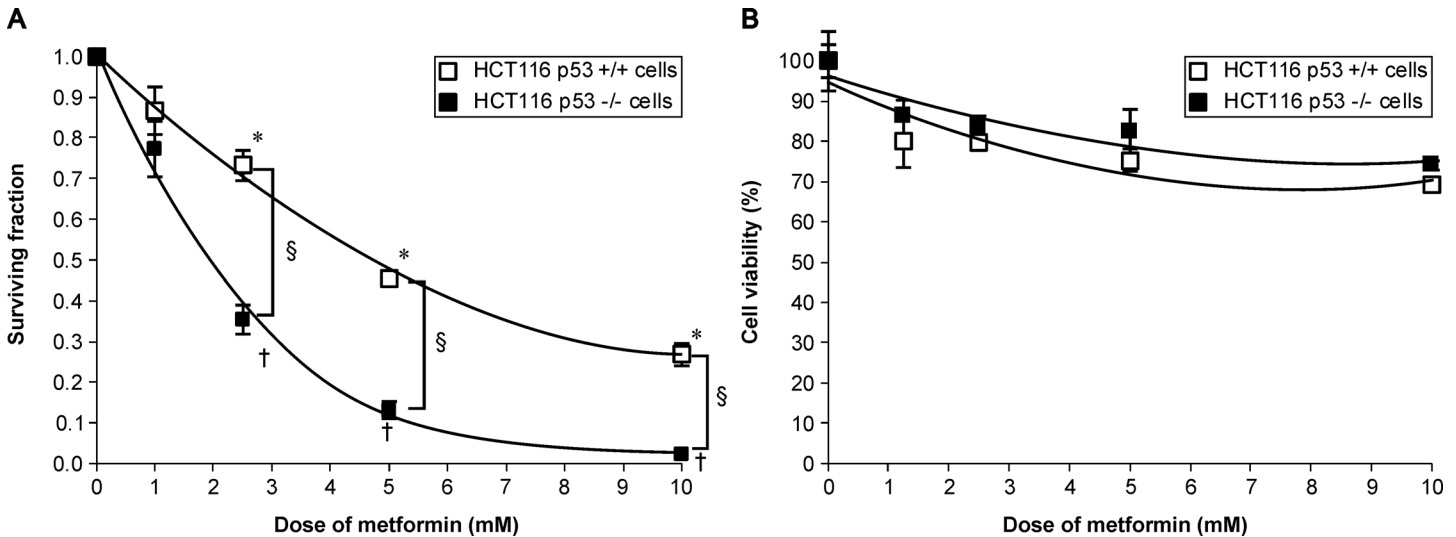 A
Surviving fraction
1.0
0.9
0.8
0.7
0.6
0.5
0.4
0.3
0.2
0.1
0.0
HCT116 p53 +/+ cells
HCT116 p53 -/- cells
*
§
†
*
§
†
*
§
†
0 1 2 3 4 5 6 7 8 9 10
Dose of metformin (mM)
B
Cell viability (%)
100
90
80
70
60
50
40
30
20
10
0
HCT116 p53 +/+ cells
HCT116 p53 -/- cells
0 1 2 3 4 5 6 7 8 9 10
Dose of metformin (mM)